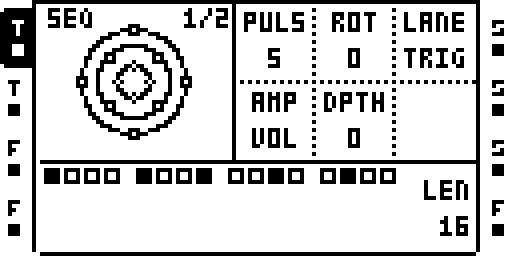 SEQ 1/2
PULS ROT LANE
5 0 TRIG
AMP DPTH
VOL 0
LEN
16
T S
T S
F S
F F